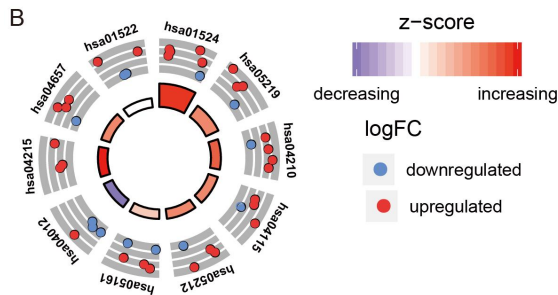 B
hsa01522
hsa01524
hsa05219
hsa04210
hsa04115
hsa05212
hsa05161
hsa04012
hsa04215
hsa04657
z-score
decreasing
increasing
logFC
downregulated
upregulated